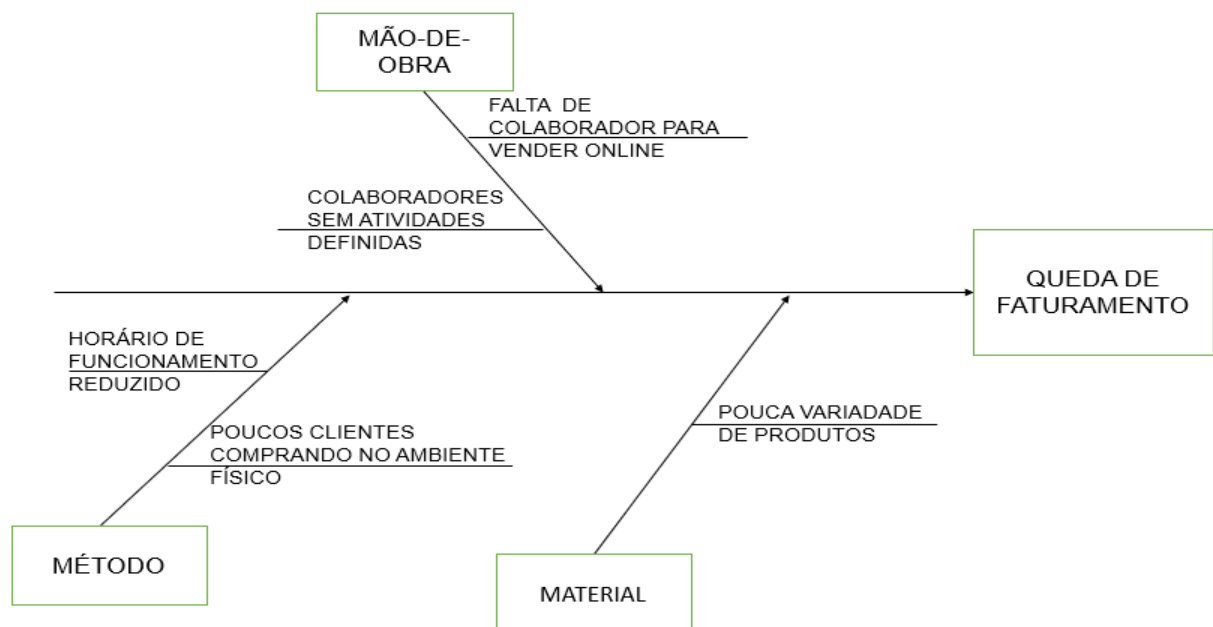 MÃO-DE-
OBRA
FALTA  DE
COLABORADOR PARA
VENDER ONLINE
COLABORADORES
SEM ATIVIDADES
DEFINIDAS
QUEDA DE
FATURAMENTO
HORÁRIO DE
FUNCIONAMENTO
REDUZIDO
POUCOS CLIENTES
COMPRANDO NO AMBIENTE
FÍSICO
POUCA VARIADADE
DE PRODUTOS
MÉTODO
MATERIAL